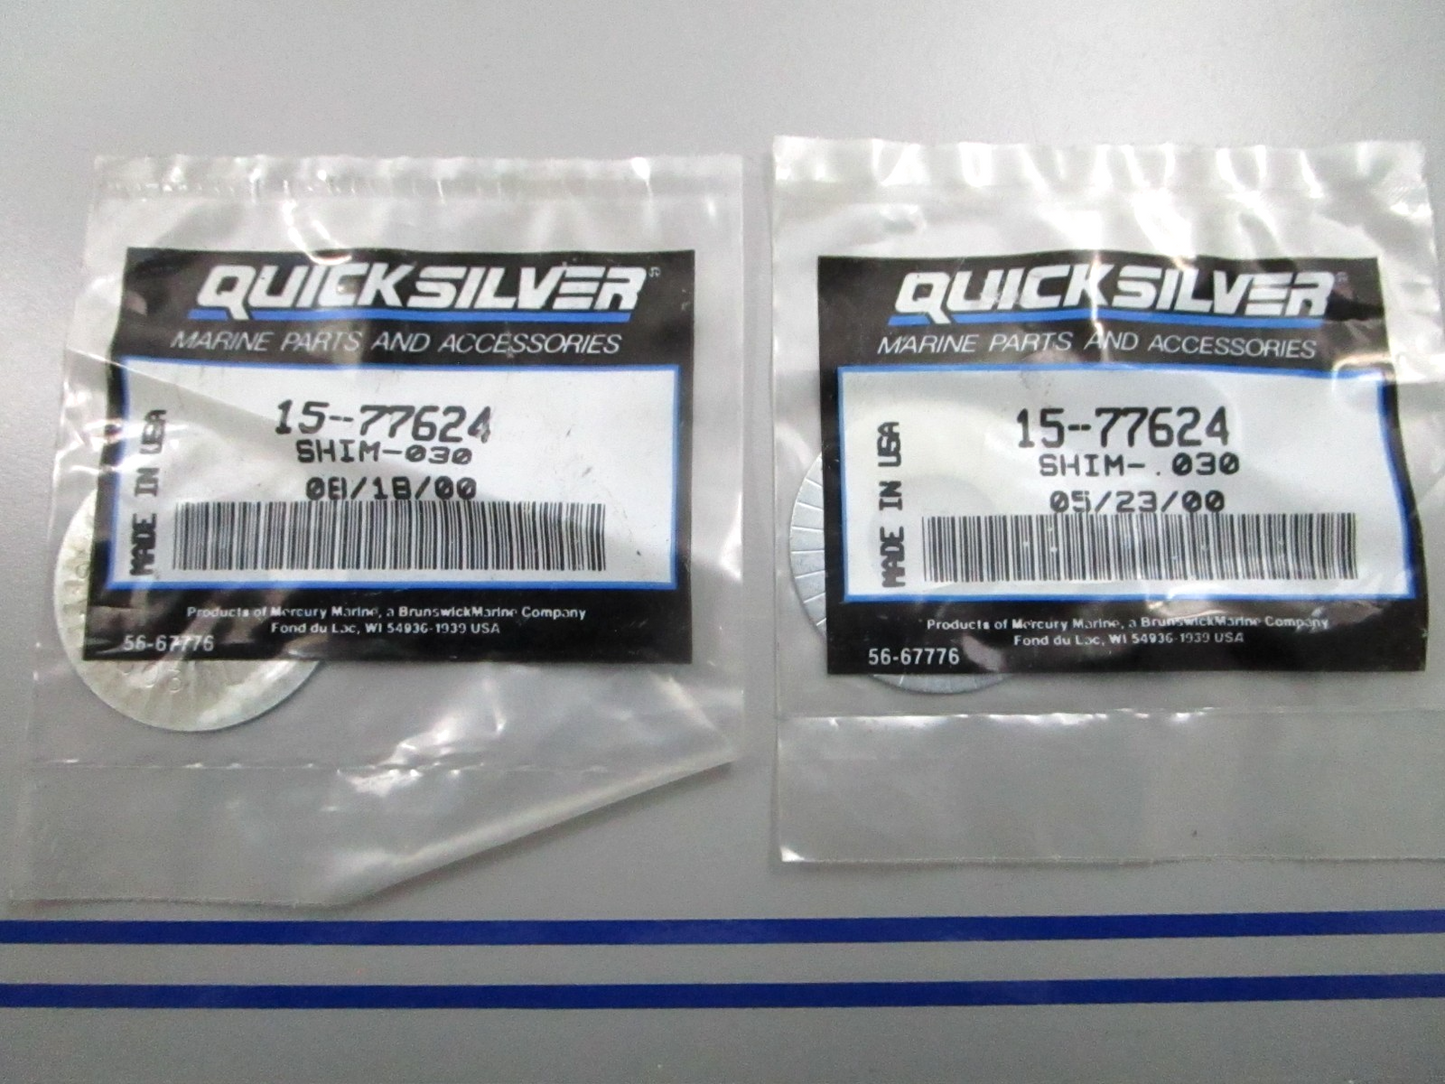 QUICKSILVER®
MARINE PARTS AND ACCESSORIES
MADE IN USA
15--77624
SHIM-030
08/18/00
Products of Mercury Marine, a BrunswickMarine Company
Fond du Lac, WI 54936-1939 USA
56-67776
QUICKSILVER®
MARINE PARTS AND ACCESSORIES
MADE IN USA
15--77624
SHIM-.030
05/23/00
Products of Mercury Marine, a BrunswickMarine Company
Fond du Lac, WI 54936-1939 USA
56-67776